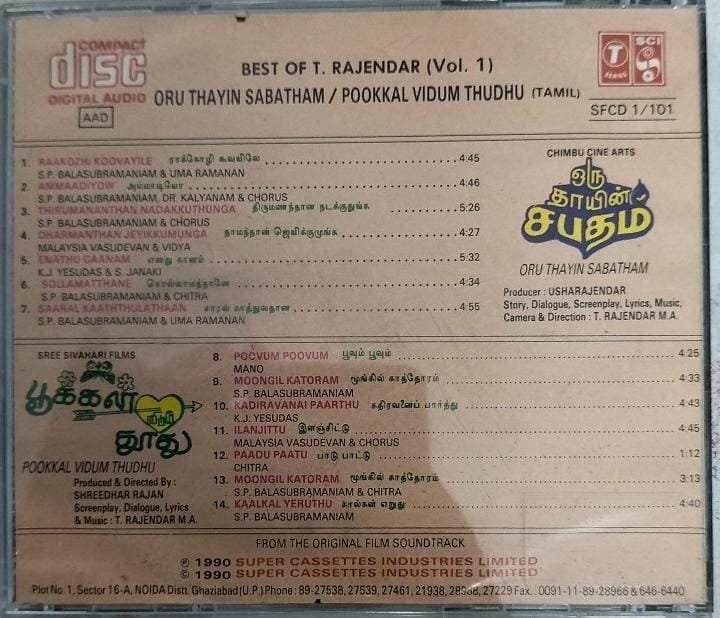 COMPACT
disc
DIGITAL AUDIO
AAD
BEST OF T. RAJENDAR (Vol. 1)
ORU THAYIN SABATHAM / POOKKAL VIDUM THUDHU (TAMIL)
T
SERIES
SCI
SFCD 1/101
1. RAAKOZHI KOOVAYILE ராக்கோழி கூவயிலே 4:45
S.P. BALASUBRAMANIAM & UMA RAMANAN
2. AMMAADIYOW அம்மாடியோ 4:46
S.P. BALASUBRAMANIAM, DR. KALYANAM & CHORUS
3. THIRUMANANTHAN NADAKKUTHUNGA திருமணந்தான நடக்குதுங்க 5:26
S.P. BALASUBRAMANIAM & CHORUS
4. DHARMANTHAN JEYIKKUMUNGA தாமந்தான் ஜெயிக்குமுங்க 4:27
MALAYSIA VASUDEVAN & VIDYA
5. ENATHU GAANAM எனது கானம் 5:32
K.J. YESUDAS & S. JANAKI
6. SOLLAMATTHANE சொல்லாமத்தானே 4:34
S.P. BALASUBRAMANIAM & CHITRA
7. SAARAL KAATHTHULATHAAN சாரல் காத்துலதான 4:55
S.P. BALASUBRAMANIAM & UMA RAMANAN
CHIMBU CINE ARTS
ஒரு
தாயின்
சபதம்
ORU THAYIN SABATHAM
Producer : USHARAJENDAR
Story, Dialogue, Screenplay, Lyrics, Music,
Camera & Direction : T. RAJENDAR M.A.
SREE SIVAHARI FILMS
பூக்கள்
விடும்
தூது
POOKKAL VIDUM THUDHU
Produced & Directed By :
SHREEDHAR RAJAN
Screenplay, Dialogue, Lyrics
& Music : T. RAJENDAR M.A.
8. POOVUM POOVUM பூவும் பூவும் 4:25
MANO
9. MOONGIL KATORAM மூங்கில் காத்தோரம் 4:33
S.P. BALASUBRAMANIAM
10. KADIRAVANAI PAARTHU கதிரவனைப் பார்த்து 4:43
K.J. YESUDAS
11. ILANJITTU இளஞ்சிட்டு 4:45
MALAYSIA VASUDEVAN & CHORUS
12. PAADU PAATU பாடு பாட்டு 1:12
CHITRA
13. MOONGIL KATORAM மூங்கில் காத்தோரம் 3:13
S.P. BALASUBRAMANIAM & CHITRA
14. KAALKAL YERUTHU கால்கள் எறுது 4:40
S.P. BALASUBRAMANIAM
FROM THE ORIGINAL FILM SOUNDTRACK
℗ 1990 SUPER CASSETTES INDUSTRIES LIMITED
© 1990 SUPER CASSETTES INDUSTRIES LIMITED
Plot No. 1, Sector 16-A, NOIDA Distt. Ghaziabad (U.P.) Phone : 89-27538, 27539, 27461, 21938, 28968, 27229 Fax. : 0091-11-89-28966 & 646-6440